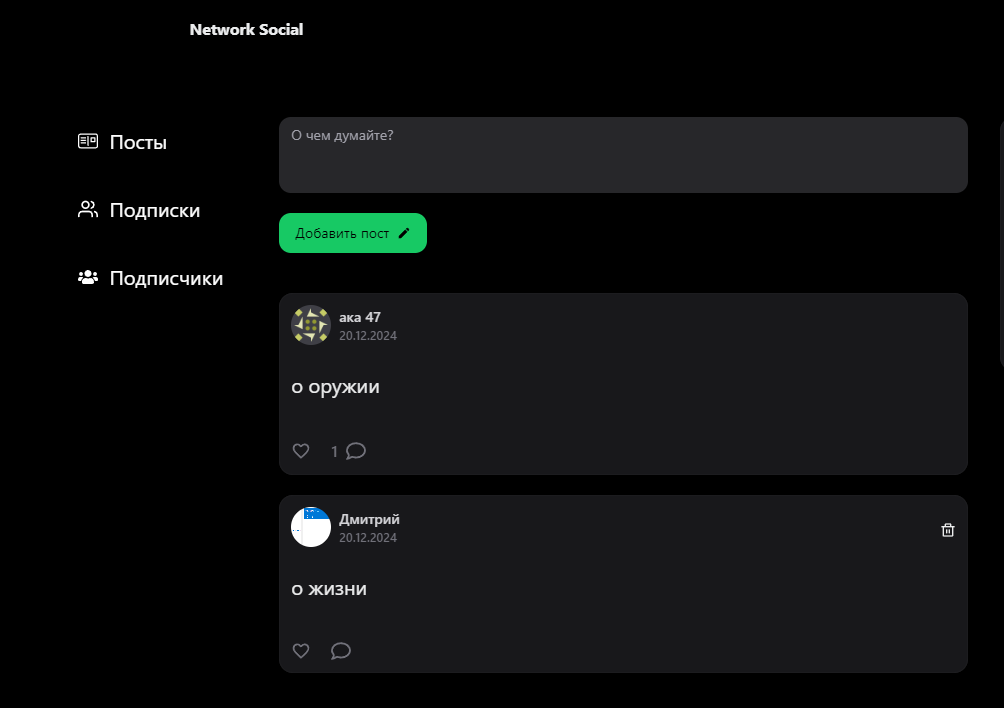 Network Social
Посты
Подписки
Подписчики
О чем думайте?
Добавить пост
ака 47
20.12.2024
о оружии
1
Дмитрий
20.12.2024
о жизни